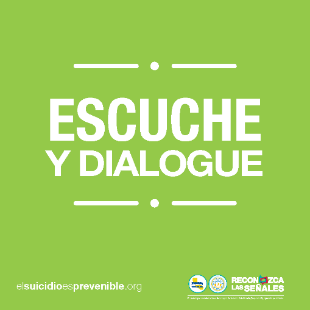 ESCUCHE
Y DIALOGUE
elsuicidioesprevenible.org
RECONOZCA
LAS SEÑALES